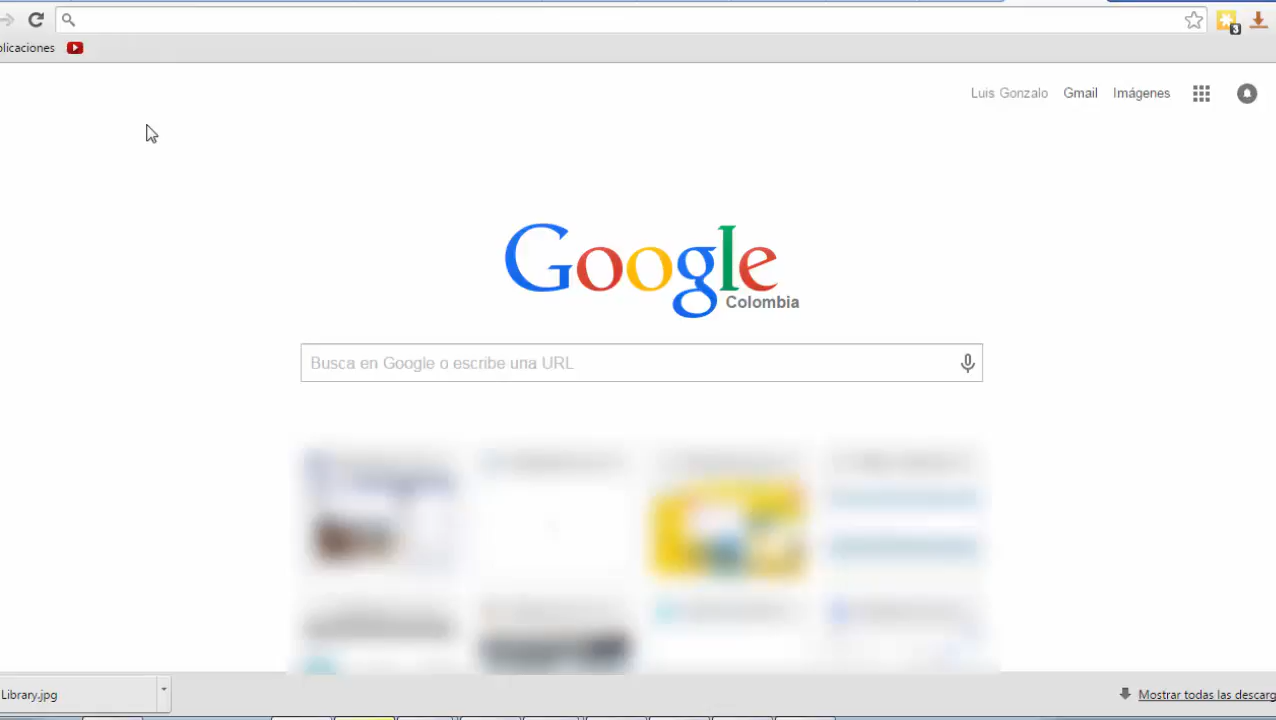 3
plicaciones
Luis Gonzalo Gmail Imágenes
Google
Colombia
Busca en Google o escribe una URL
Library.jpg
Mostrar todas las descarg